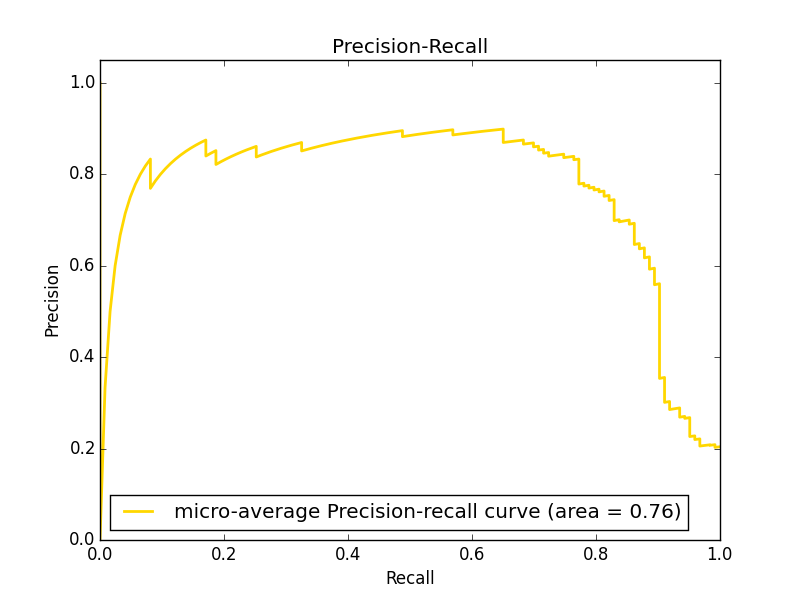 Precision-Recall
1.0
0.8
0.6
0.4
0.2
0.0
Precision
micro-average Precision-recall curve (area = 0.76)
0.0 0.2 0.4 0.6 0.8 1.0
Recall